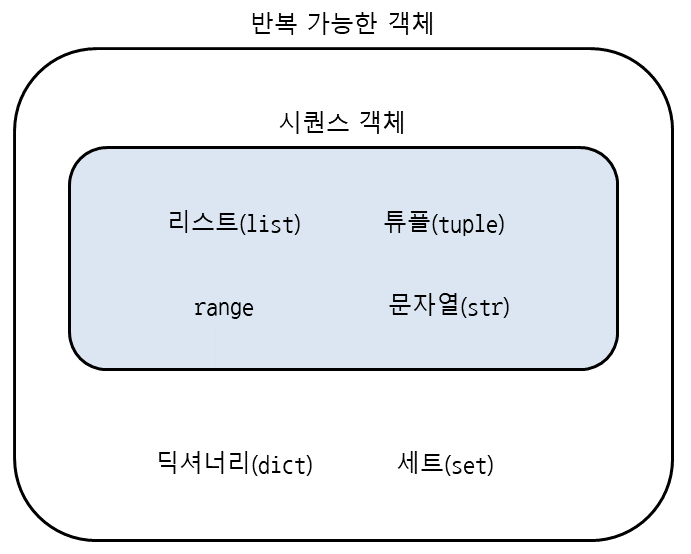 반복 가능한 객체
시퀀스 객체
리스트(list) 튜플(tuple)
range 문자열(str)
딕셔너리(dict) 세트(set)